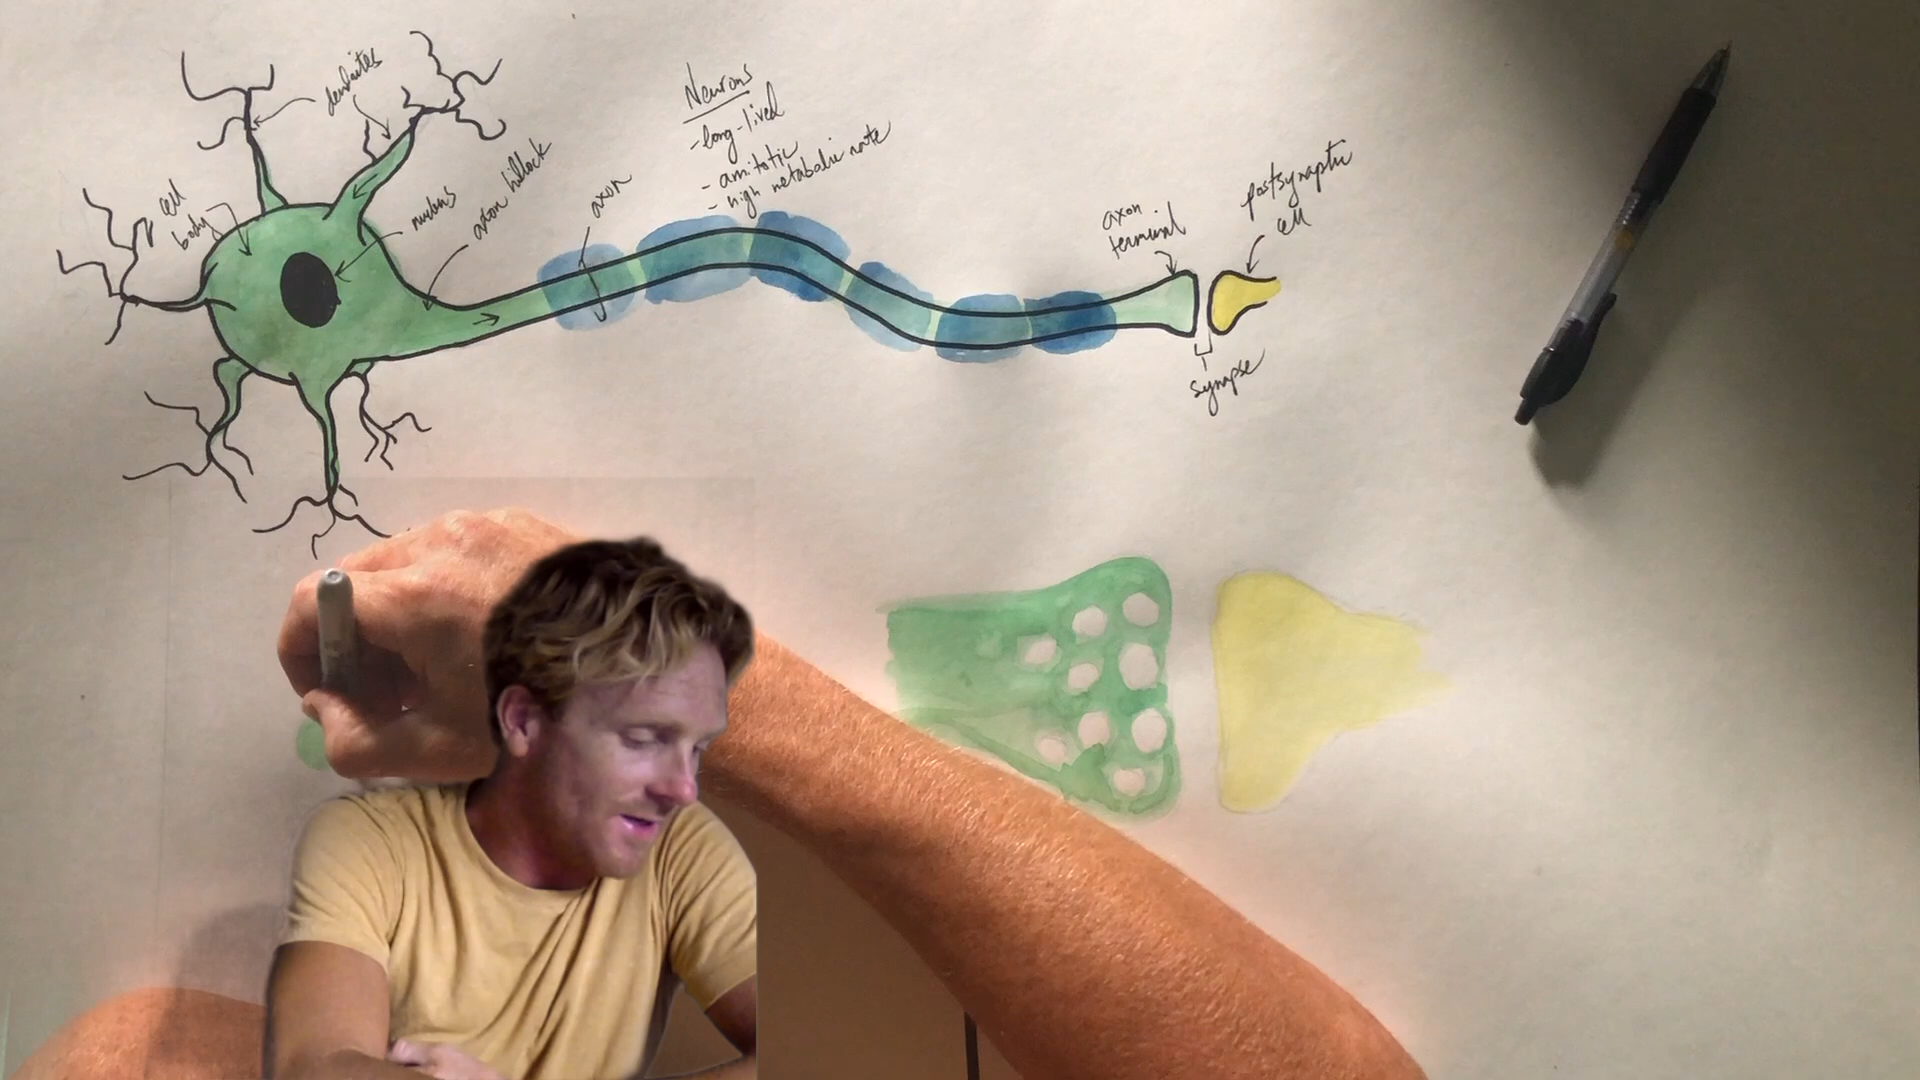 dendrites
cell
body
nucleus
axon hillock
axon
Neurons
- long-lived
- amitotic
- high metabolic rate
axon
terminal
postsynaptic
cell
synapse